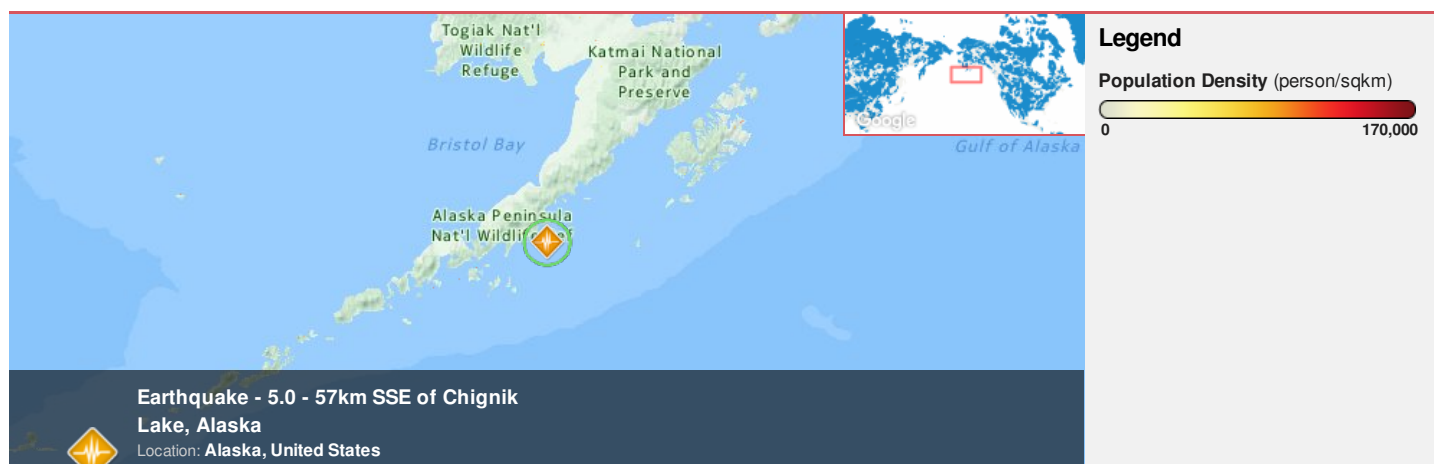 Togiak Nat'l
Wildlife
Refuge
Katmai National
Park and
Preserve
Bristol Bay
Gulf of Alaska
Alaska Peninsula
Nat'l Wildlife Ref
Google
Earthquake - 5.0 - 57km SSE of Chignik
Lake, Alaska
Location: Alaska, United States
Legend
Population Density (person/sqkm)
0
170,000